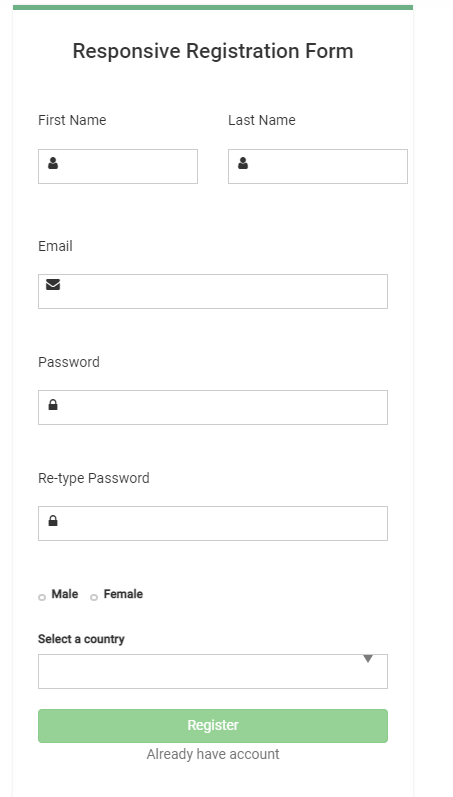 Responsive Registration Form
First Name Last Name
Email
Password
Re-type Password
Male Female
Select a country
Register
Already have account